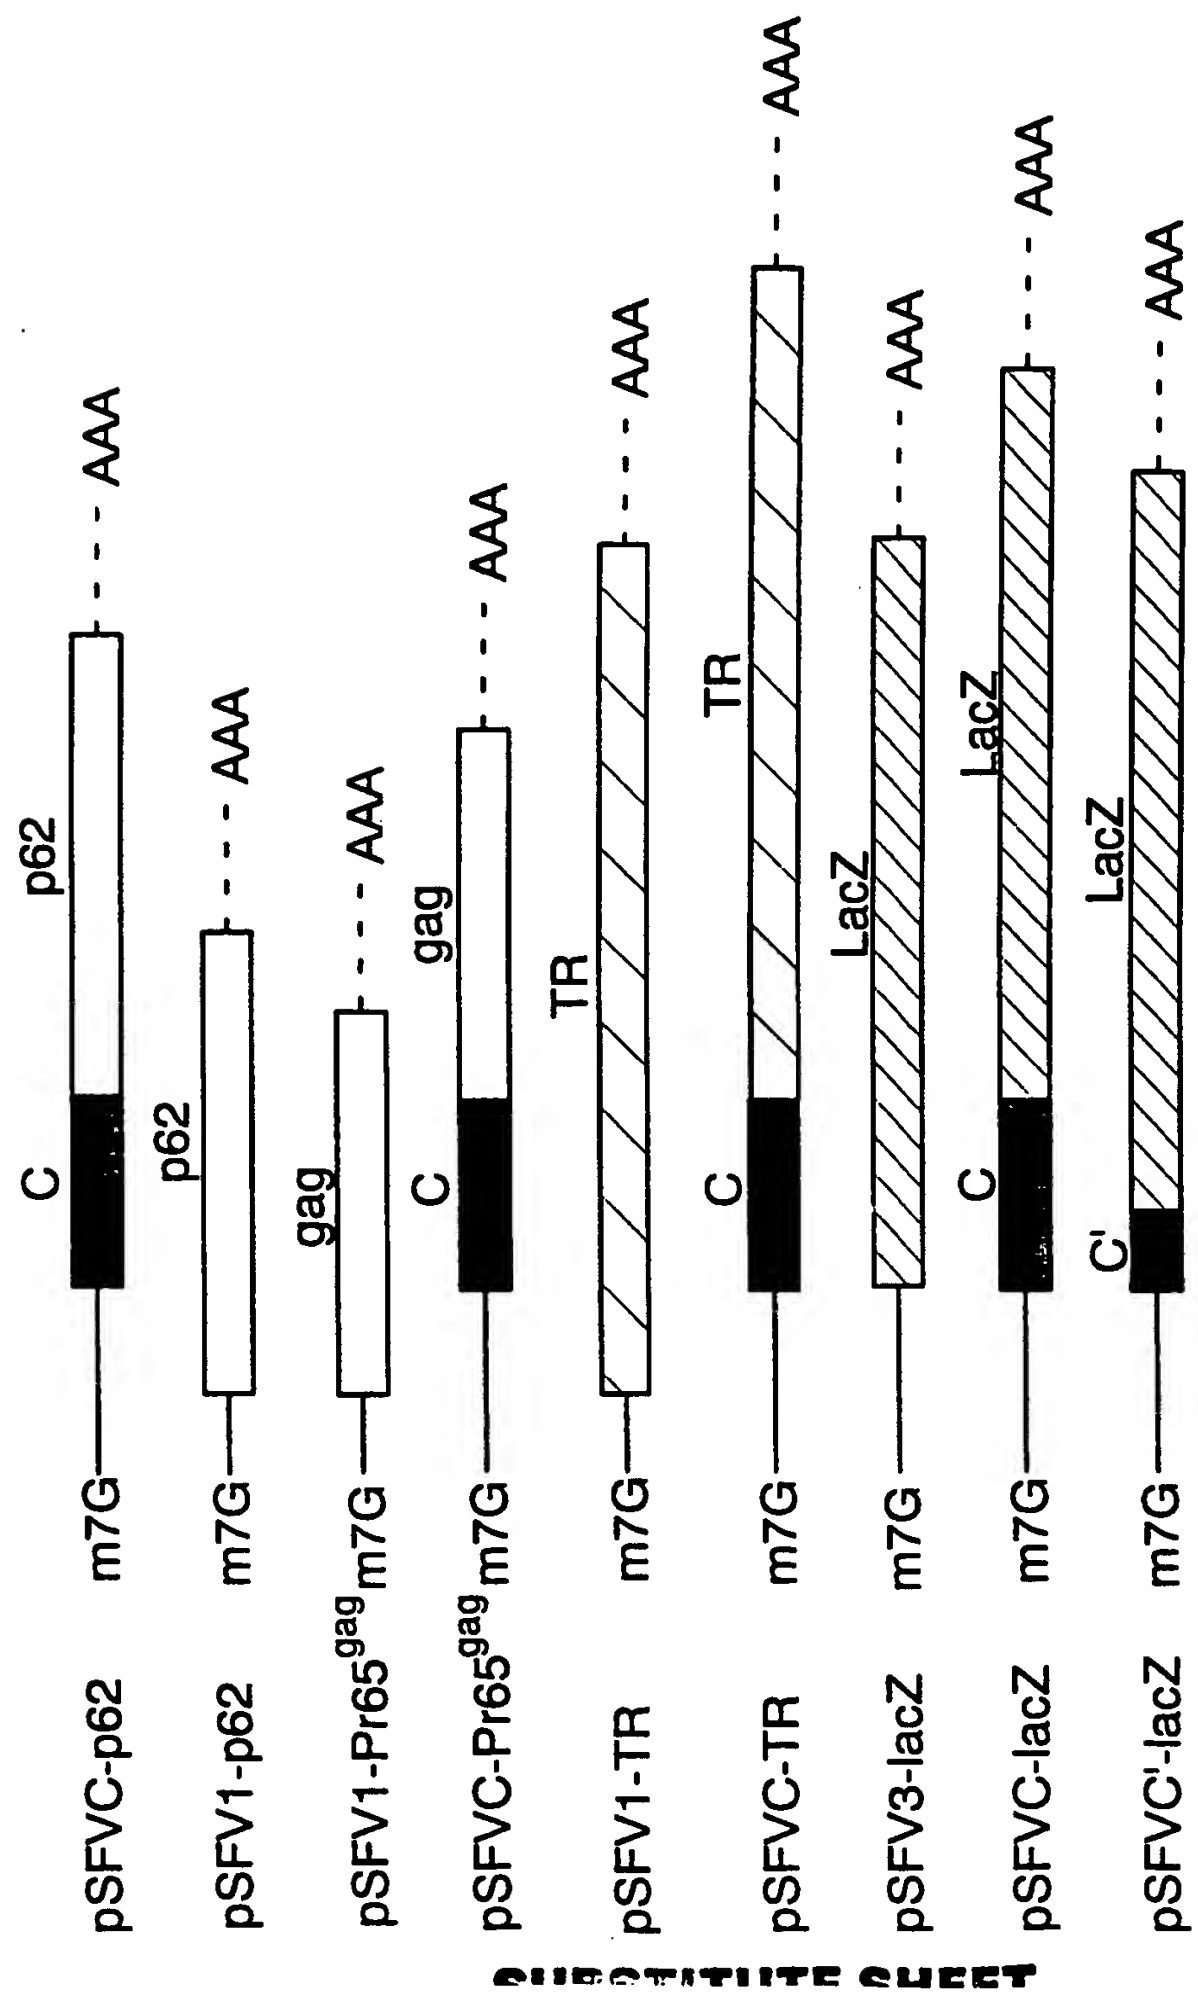 C p62
pSFVC-p62 m7G AAA
p62
pSFV1-p62 m7G AAA
gag
pSFV1-Pr65gag m7G AAA
C gag
pSFVC-Pr65gag m7G AAA
TR
pSFV1-TR m7G AAA
C TR
pSFVC-TR m7G AAA
LacZ
pSFV3-lacZ m7G AAA
C LacZ
pSFVC-lacZ m7G AAA
C' LacZ
pSFVC'-lacZ m7G AAA
SUBSTITUTE SHEET